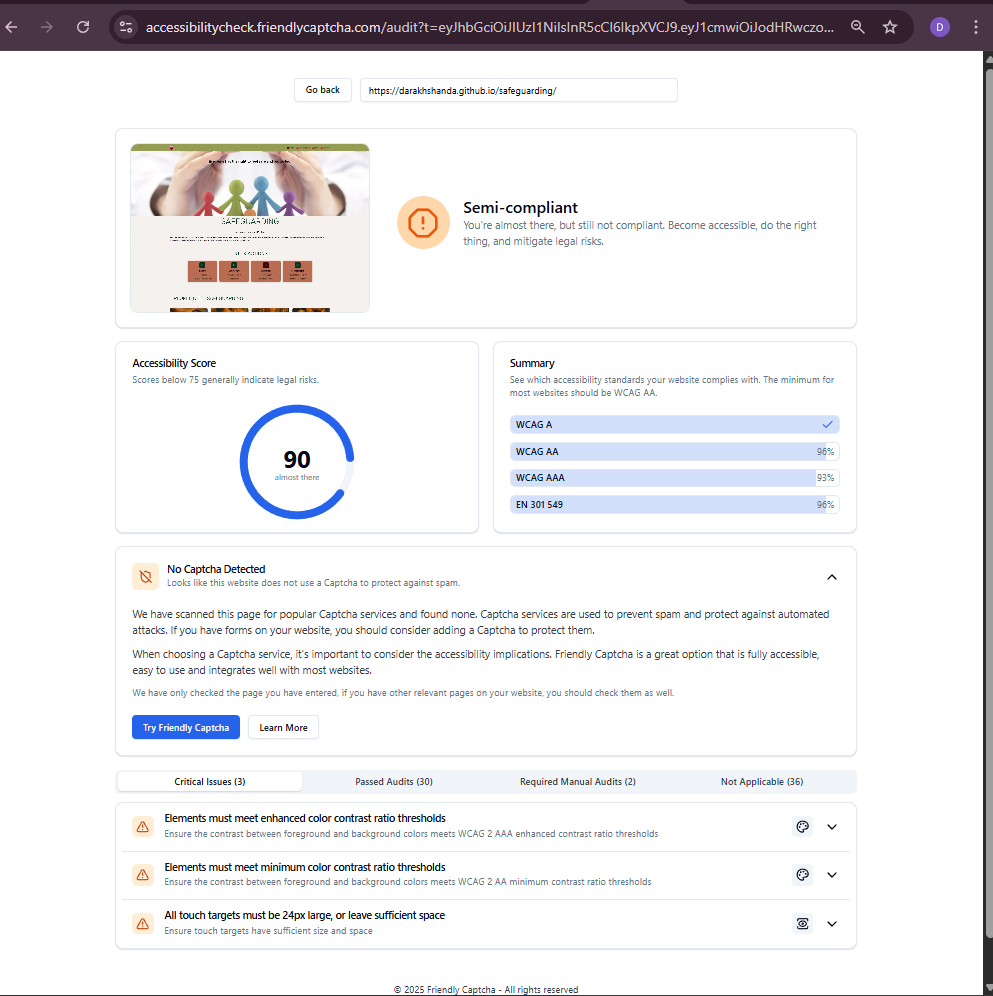 accessibilitycheck.friendlycaptcha.com/audit?t=eyJhbGciOiJIUzI1NiIsInR5cCI6IkpXVCJ9.eyJ1cmwiOiJodHRwczo...
D
Go back
https://darakhshanda.github.io/safeguarding/
SAFEGUARDING
Semi-compliant
You're almost there, but still not compliant. Become accessible, do the right
thing, and mitigate legal risks.
Accessibility Score
Scores below 75 generally indicate legal risks.
90
almost there
Summary
See which accessibility standards your website complies with. The minimum for
most websites should be WCAG AA.
WCAG A
WCAG AA 96%
WCAG AAA 93%
EN 301 549 96%
No Captcha Detected
Looks like this website does not use a Captcha to protect against spam.
We have scanned this page for popular Captcha services and found none. Captcha services are used to prevent spam and protect against automated
attacks. If you have forms on your website, you should consider adding a Captcha to protect them.
When choosing a Captcha service, it's important to consider the accessibility implications. Friendly Captcha is a great option that is fully accessible,
easy to use and integrates well with most websites.
We have only checked the page you have entered, if you have other relevant pages on your website, you should check them as well.
Try Friendly Captcha
Learn More
Critical Issues (3)
Passed Audits (30)
Required Manual Audits (2)
Not Applicable (36)
Elements must meet enhanced color contrast ratio thresholds
Ensure the contrast between foreground and background colors meets WCAG 2 AAA enhanced contrast ratio thresholds
Elements must meet minimum color contrast ratio thresholds
Ensure the contrast between foreground and background colors meets WCAG 2 AA minimum contrast ratio thresholds
All touch targets must be 24px large, or leave sufficient space
Ensure touch targets have sufficient size and space
© 2025 Friendly Captcha - All rights reserved